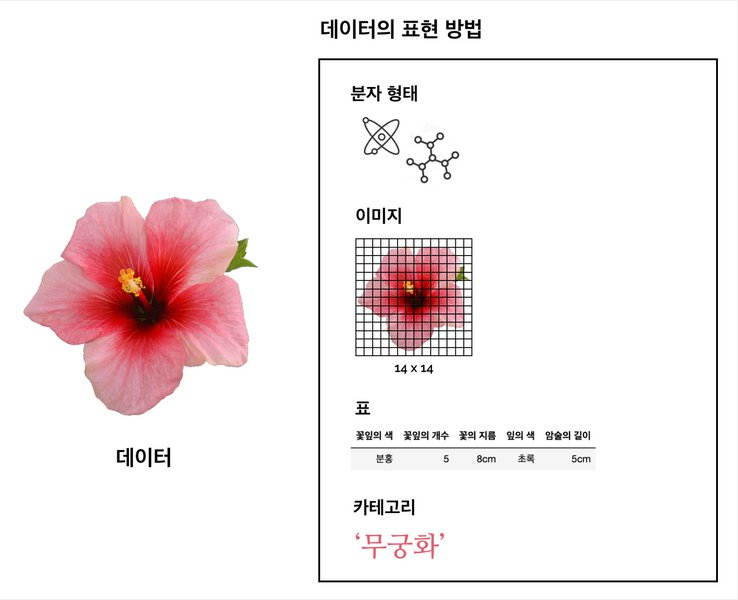 데이터의 표현 방법
분자 형태
이미지
14 x 14
표
꽃잎의 색 꽃잎의 개수 꽃의 지름 잎의 색 암술의 길이
분홍 5 8cm 초록 5cm
카테고리
‘무궁화’
데이터